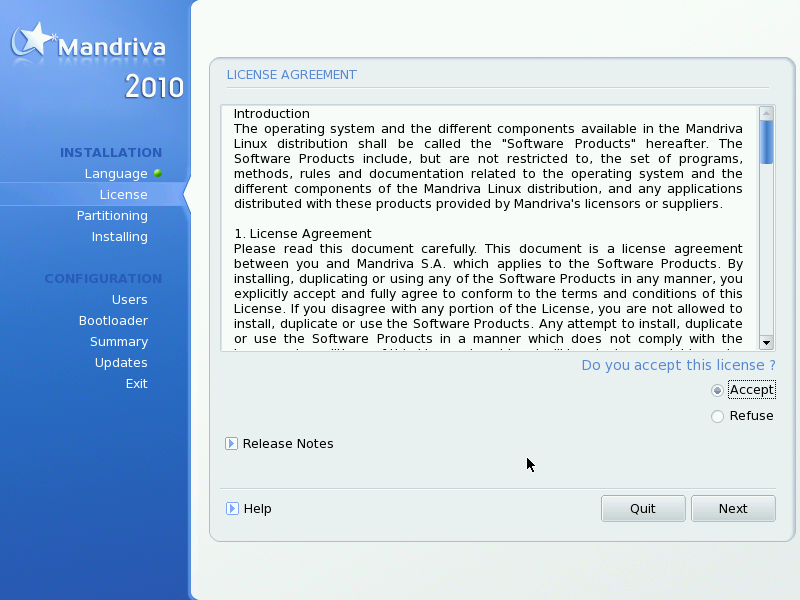 Mandriva
2010
INSTALLATION
Language
License
Partitioning
Installing
CONFIGURATION
Users
Bootloader
Summary
Updates
Exit
LICENSE AGREEMENT
Introduction
The operating system and the different components available in the Mandriva
Linux distribution shall be called the "Software Products" hereafter. The
Software Products include, but are not restricted to, the set of programs,
methods, rules and documentation related to the operating system and the
different components of the Mandriva Linux distribution, and any applications
distributed with these products provided by Mandriva's licensors or suppliers.
1. License Agreement
Please read this document carefully. This document is a license agreement
between you and Mandriva S.A. which applies to the Software Products. By
installing, duplicating or using any of the Software Products in any manner, you
explicitly accept and fully agree to conform to the terms and conditions of this
License. If you disagree with any portion of the License, you are not allowed to
install, duplicate or use the Software Products. Any attempt to install, duplicate
or use the Software Products in a manner which does not comply with the
Do you accept this license ?
Accept
Refuse
Release Notes
Help
Quit
Next